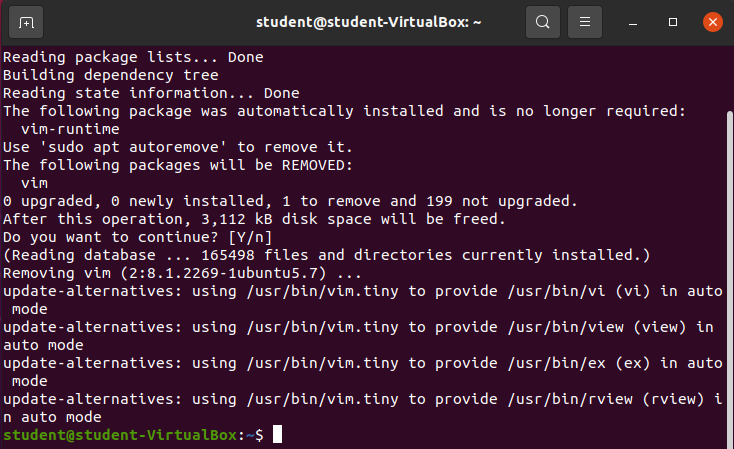 student@student-VirtualBox: ~
Reading package lists... Done
Building dependency tree
Reading state information... Done
The following package was automatically installed and is no longer required:
  vim-runtime
Use 'sudo apt autoremove' to remove it.
The following packages will be REMOVED:
  vim
0 upgraded, 0 newly installed, 1 to remove and 199 not upgraded.
After this operation, 3,112 kB disk space will be freed.
Do you want to continue? [Y/n]
(Reading database ... 165498 files and directories currently installed.)
Removing vim (2:8.1.2269-1ubuntu5.7) ...
update-alternatives: using /usr/bin/vim.tiny to provide /usr/bin/vi (vi) in auto
 mode
update-alternatives: using /usr/bin/vim.tiny to provide /usr/bin/view (view) in
auto mode
update-alternatives: using /usr/bin/vim.tiny to provide /usr/bin/ex (ex) in auto
 mode
update-alternatives: using /usr/bin/vim.tiny to provide /usr/bin/rview (rview) i
n auto mode
student@student-VirtualBox:~$